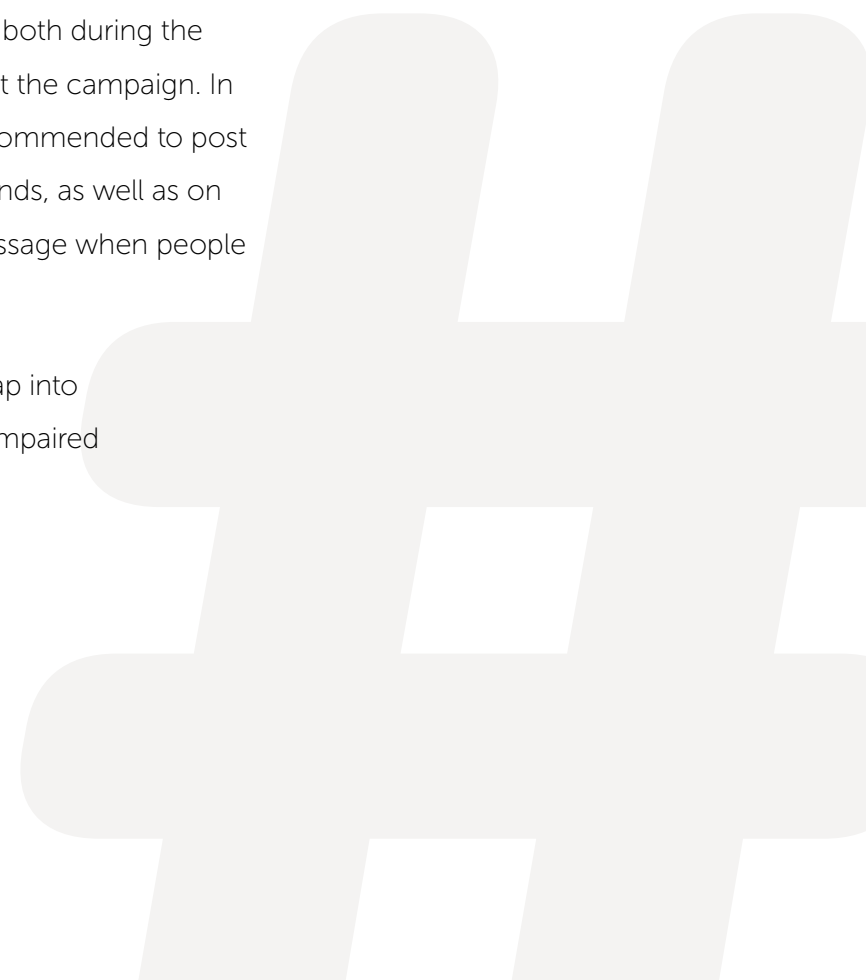 both during the
t the campaign. In
ommended to post
nds, as well as on
ssage when people
ap into
mpaired
#